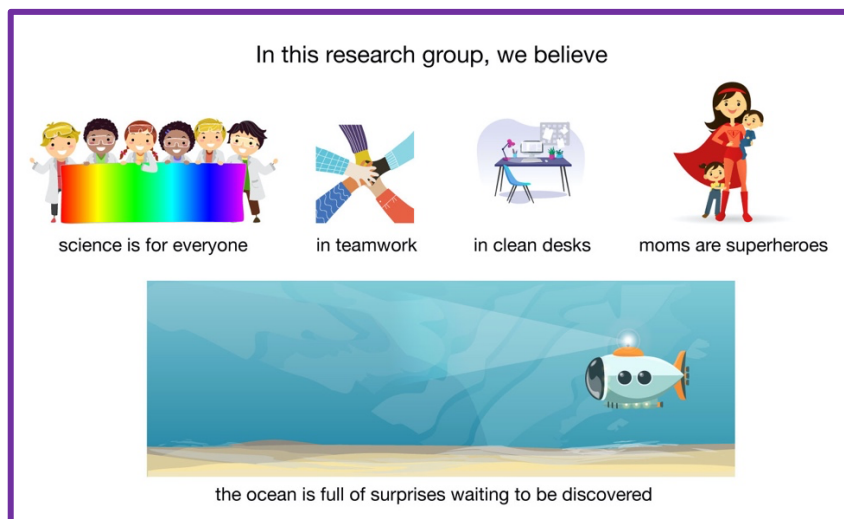 In this research group, we believe
science is for everyone
in teamwork
in clean desks
moms are superheroes
the ocean is full of surprises waiting to be discovered